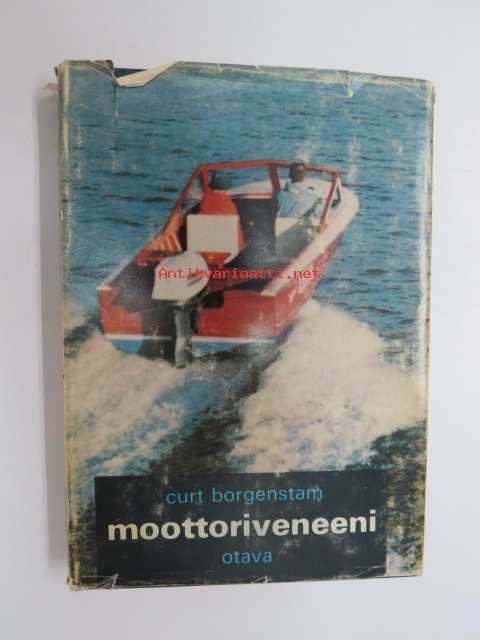 Antikvariaatti.net
curt borgenstam
moottoriveneeni
otava